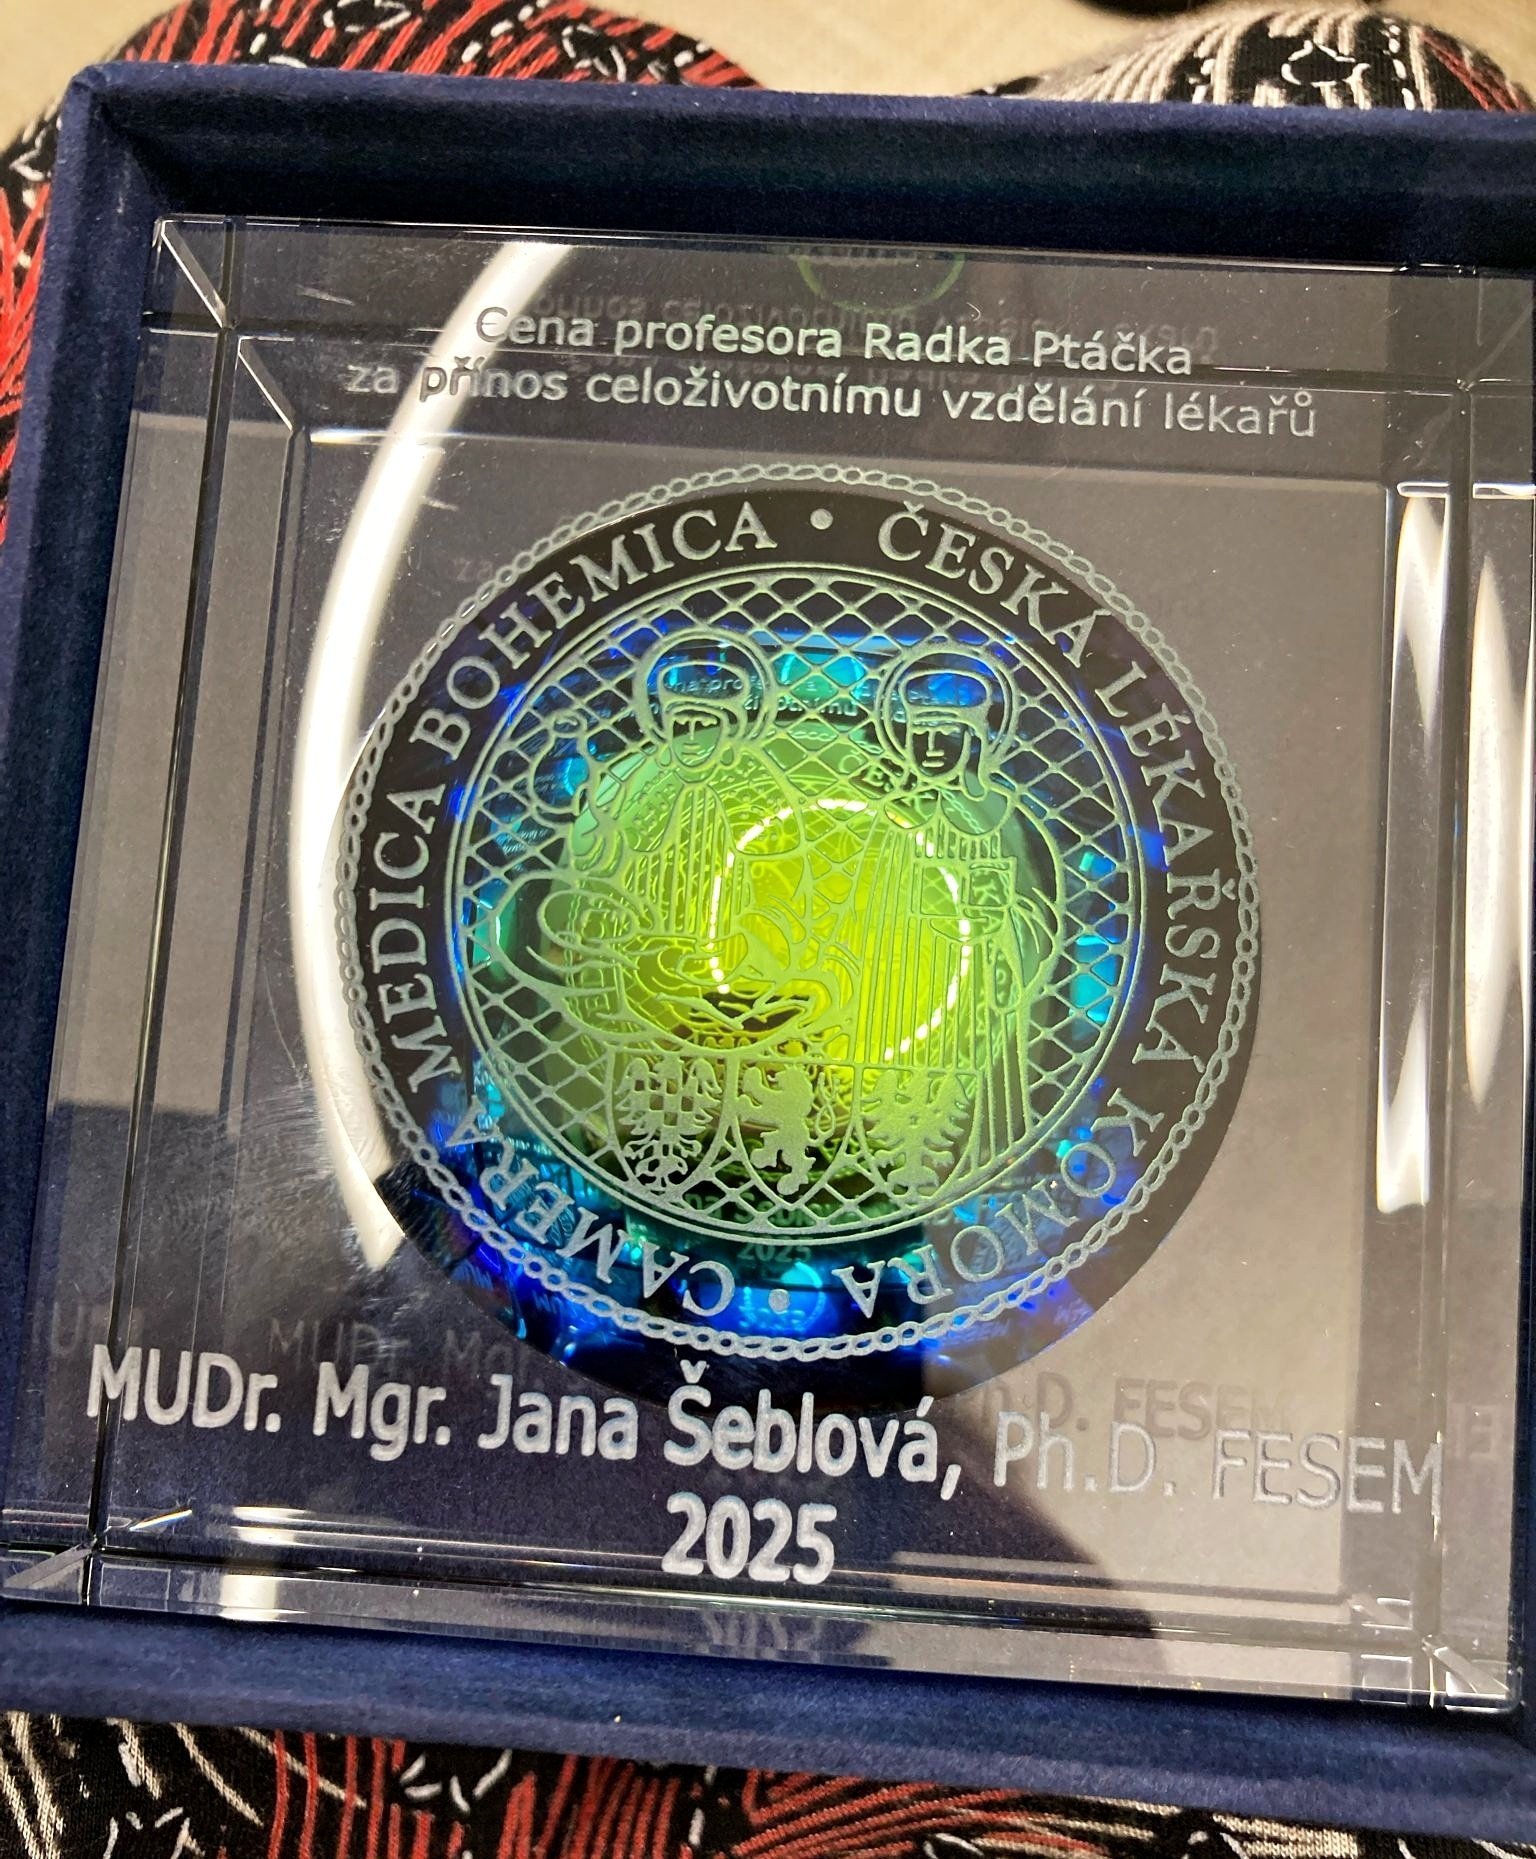 Cena profesora Radka Ptáčka
za přínos celoživotnímu vzdělání lékařů
CAMERA MEDICA BOHEMICA • ČESKÁ LÉKAŘSKÁ KOMORA •
MUDr. Mgr. Jana Šeblová, Ph.D. FESEM
2025